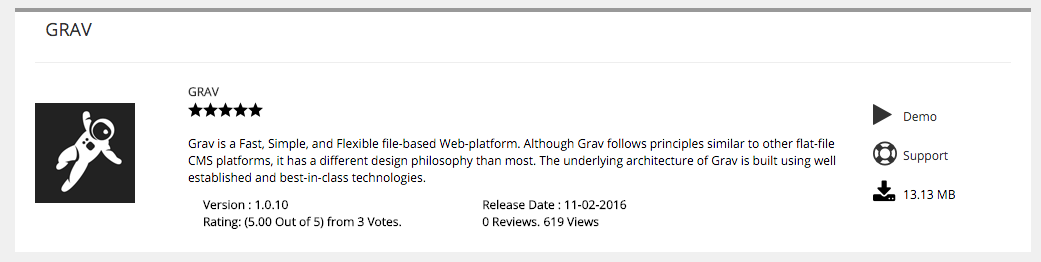 GRAV
GRAV
Grav is a Fast, Simple, and Flexible file-based Web-platform. Although Grav follows principles similar to other flat-file
CMS platforms, it has a different design philosophy than most. The underlying architecture of Grav is built using well
established and best-in-class technologies.
Version : 1.0.10
Release Date : 11-02-2016
Rating: (5.00 Out of 5) from 3 Votes.
0 Reviews. 619 Views
Demo
Support
13.13 MB